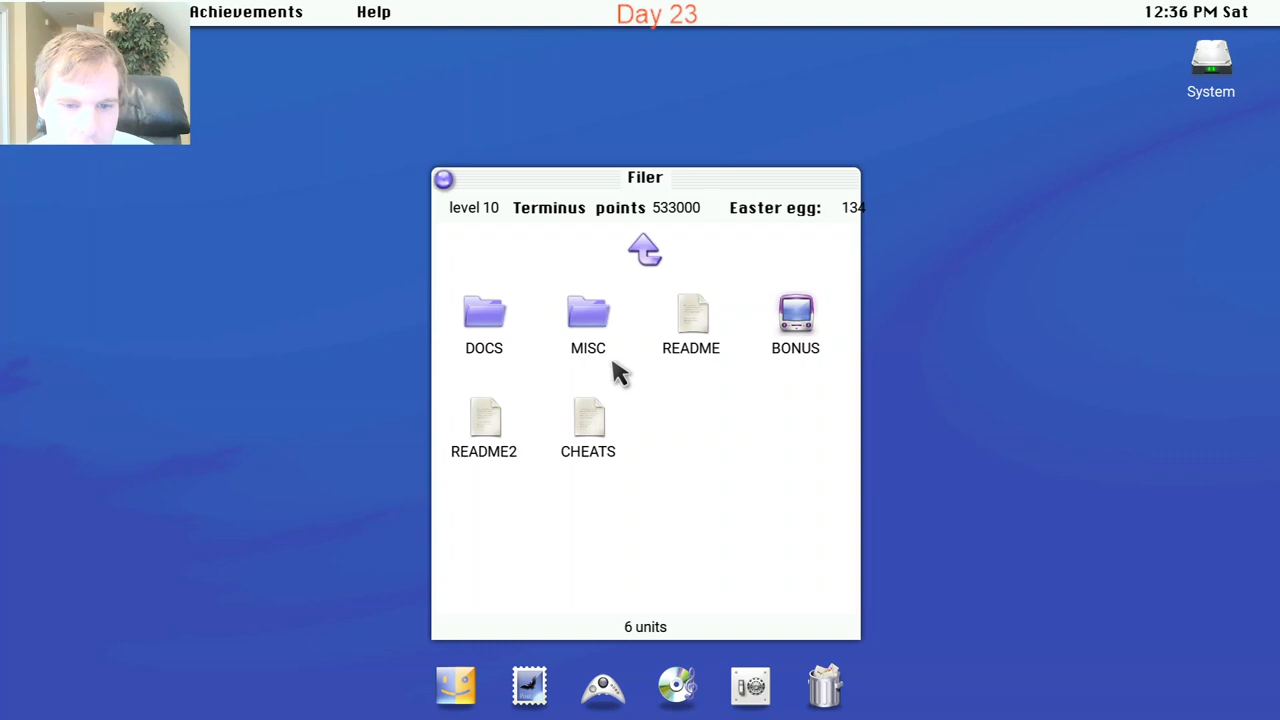 Achievements Help Day 23 12:36 PM Sat
System
Filer
level 10 Terminus points 533000 Easter egg: 134
DOCS MISC README BONUS
README2 CHEATS
6 units